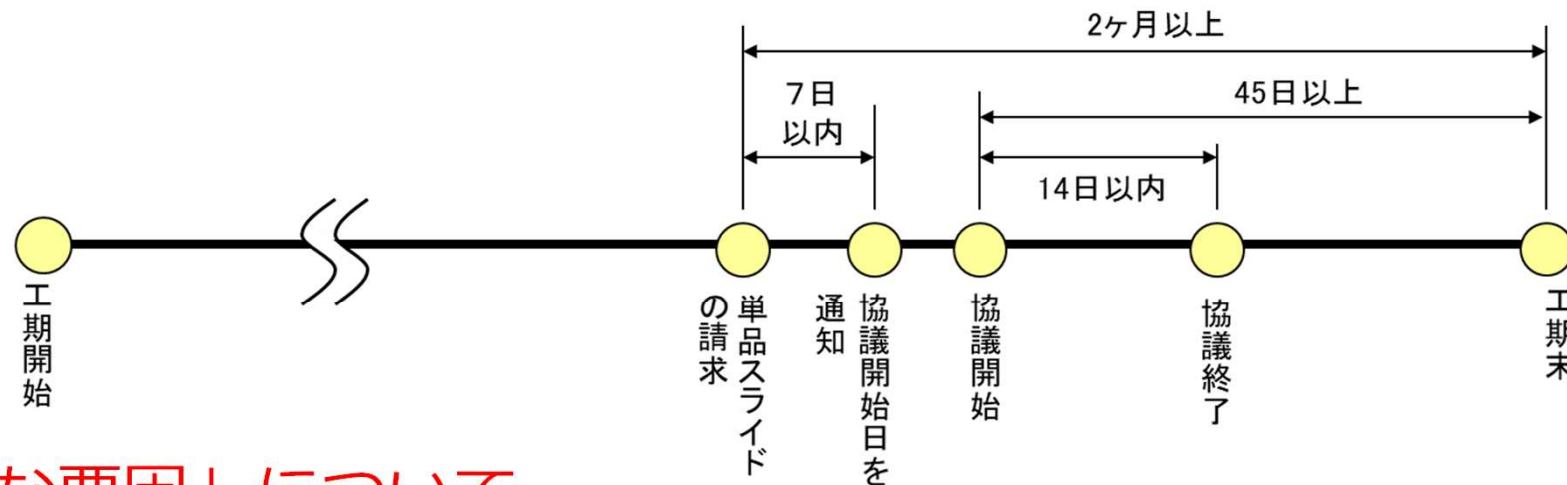 2ヶ月以上
7日
以内
45日以上
14日以内
工期開始
単品スライド
の請求
協議開始日を
通知
協議開始
協議終了
工期末
な要因」について